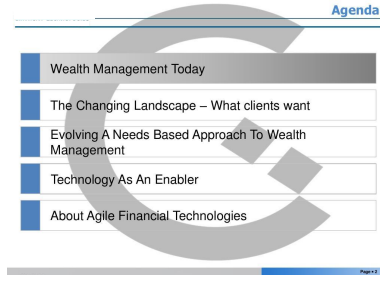 Agenda
Wealth Management Today
The Changing Landscape – What clients want
Evolving A Needs Based Approach To Wealth
Management
Technology As An Enabler
About Agile Financial Technologies
Page ▪ 2